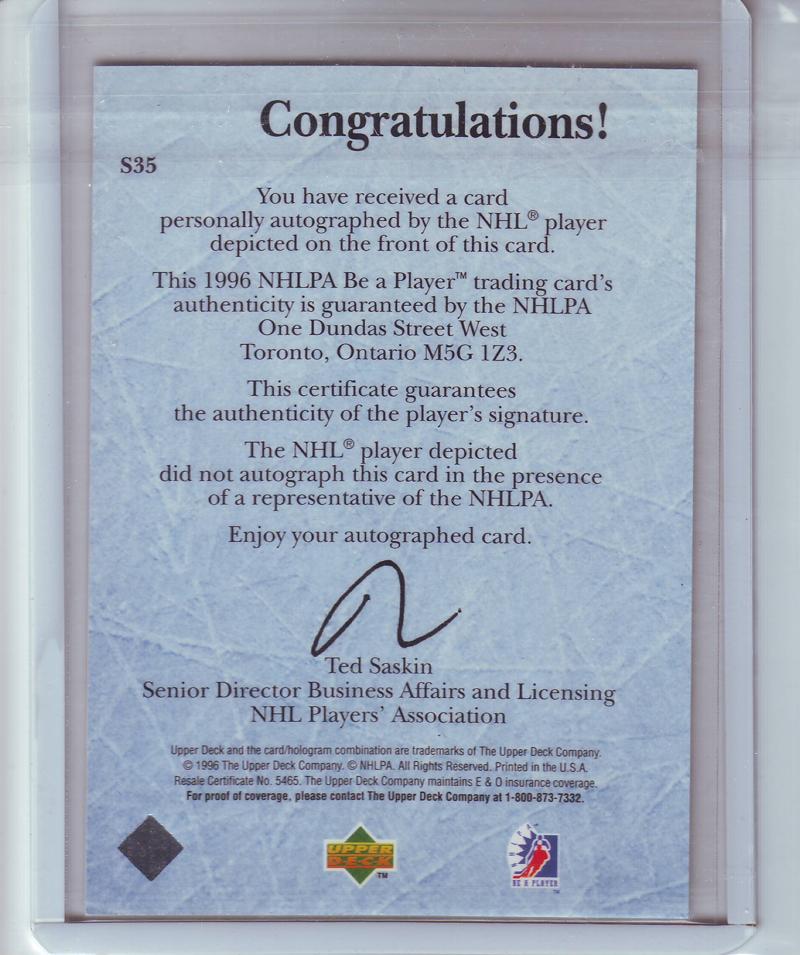 Congratulations!
S35
You have received a card
personally autographed by the NHL® player
depicted on the front of this card.
This 1996 NHLPA Be a Player™ trading card's
authenticity is guaranteed by the NHLPA
One Dundas Street West
Toronto, Ontario M5G 1Z3.
This certificate guarantees
the authenticity of the player's signature.
The NHL® player depicted
did not autograph this card in the presence
of a representative of the NHLPA.
Enjoy your autographed card.
Ted Saskin
Senior Director Business Affairs and Licensing
NHL Players' Association
Upper Deck and the card/hologram combination are trademarks of The Upper Deck Company.
© 1996 The Upper Deck Company. © NHLPA. All Rights Reserved. Printed in the U.S.A.
Resale Certificate No. 5465. The Upper Deck Company maintains E & O insurance coverage.
For proof of coverage, please contact The Upper Deck Company at 1-800-873-7332.
UPPER
DECK
™
BE A PLAYER
™